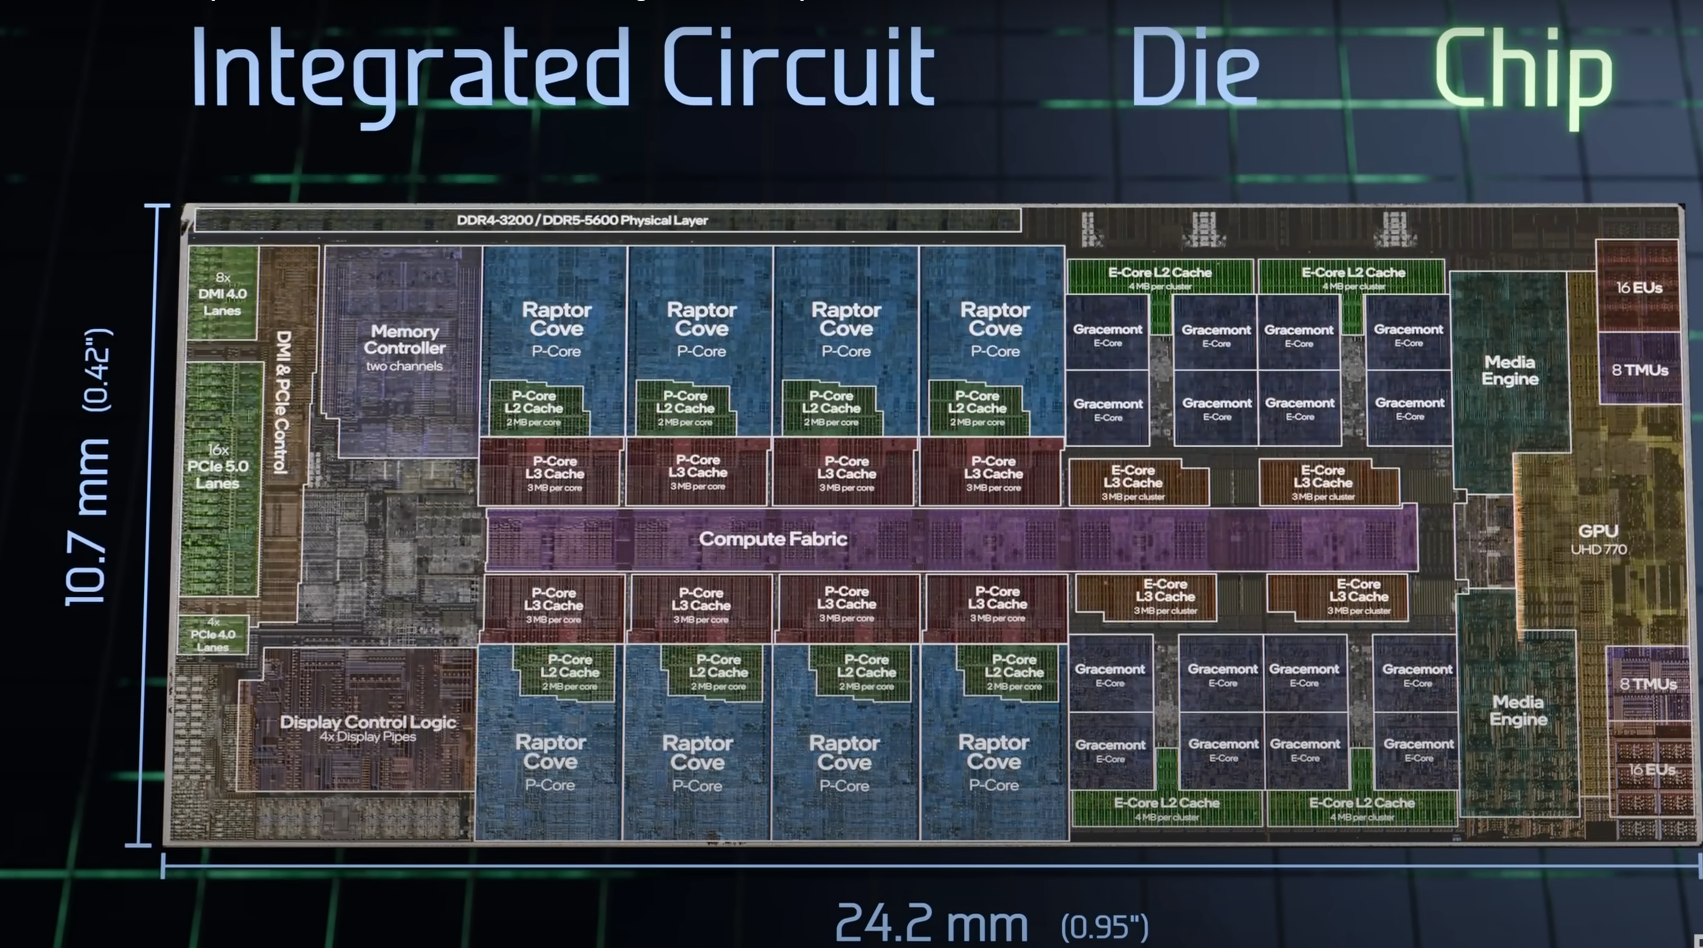 Integrated Circuit
Die
Chip
DDR4-3200 / DDR5-5600 Physical Layer
8x
DMI 4.0
Lanes
DMI & PCIe Control
16x
PCIe 5.0
Lanes
4x
PCIe 4.0
Lanes
Memory
Controller
two channels
Display Control Logic
4x Display Pipes
Raptor
Cove
P-Core
Raptor
Cove
P-Core
Raptor
Cove
P-Core
Raptor
Cove
P-Core
P-Core
L2 Cache
2 MB per core
P-Core
L2 Cache
2 MB per core
P-Core
L2 Cache
2 MB per core
P-Core
L2 Cache
2 MB per core
P-Core
L3 Cache
3 MB per core
P-Core
L3 Cache
3 MB per core
P-Core
L3 Cache
3 MB per core
P-Core
L3 Cache
3 MB per core
E-Core L2 Cache
4 MB per cluster
E-Core L2 Cache
4 MB per cluster
Gracemont
E-Core
Gracemont
E-Core
Gracemont
E-Core
Gracemont
E-Core
Gracemont
E-Core
Gracemont
E-Core
Gracemont
E-Core
Gracemont
E-Core
E-Core
L3 Cache
3 MB per cluster
E-Core
L3 Cache
3 MB per cluster
Compute Fabric
P-Core
L3 Cache
3 MB per core
P-Core
L3 Cache
3 MB per core
P-Core
L3 Cache
3 MB per core
P-Core
L3 Cache
3 MB per core
E-Core
L3 Cache
3 MB per cluster
E-Core
L3 Cache
3 MB per cluster
P-Core
L2 Cache
2 MB per core
P-Core
L2 Cache
2 MB per core
P-Core
L2 Cache
2 MB per core
P-Core
L2 Cache
2 MB per core
Raptor
Cove
P-Core
Raptor
Cove
P-Core
Raptor
Cove
P-Core
Raptor
Cove
P-Core
Gracemont
E-Core
Gracemont
E-Core
Gracemont
E-Core
Gracemont
E-Core
Gracemont
E-Core
Gracemont
E-Core
Gracemont
E-Core
Gracemont
E-Core
E-Core L2 Cache
4 MB per cluster
E-Core L2 Cache
4 MB per cluster
Media
Engine
Media
Engine
16 EUs
8 TMUs
GPU
UHD 770
8 TMUs
16 EUs
10.7 mm (0.42")
24.2 mm (0.95")